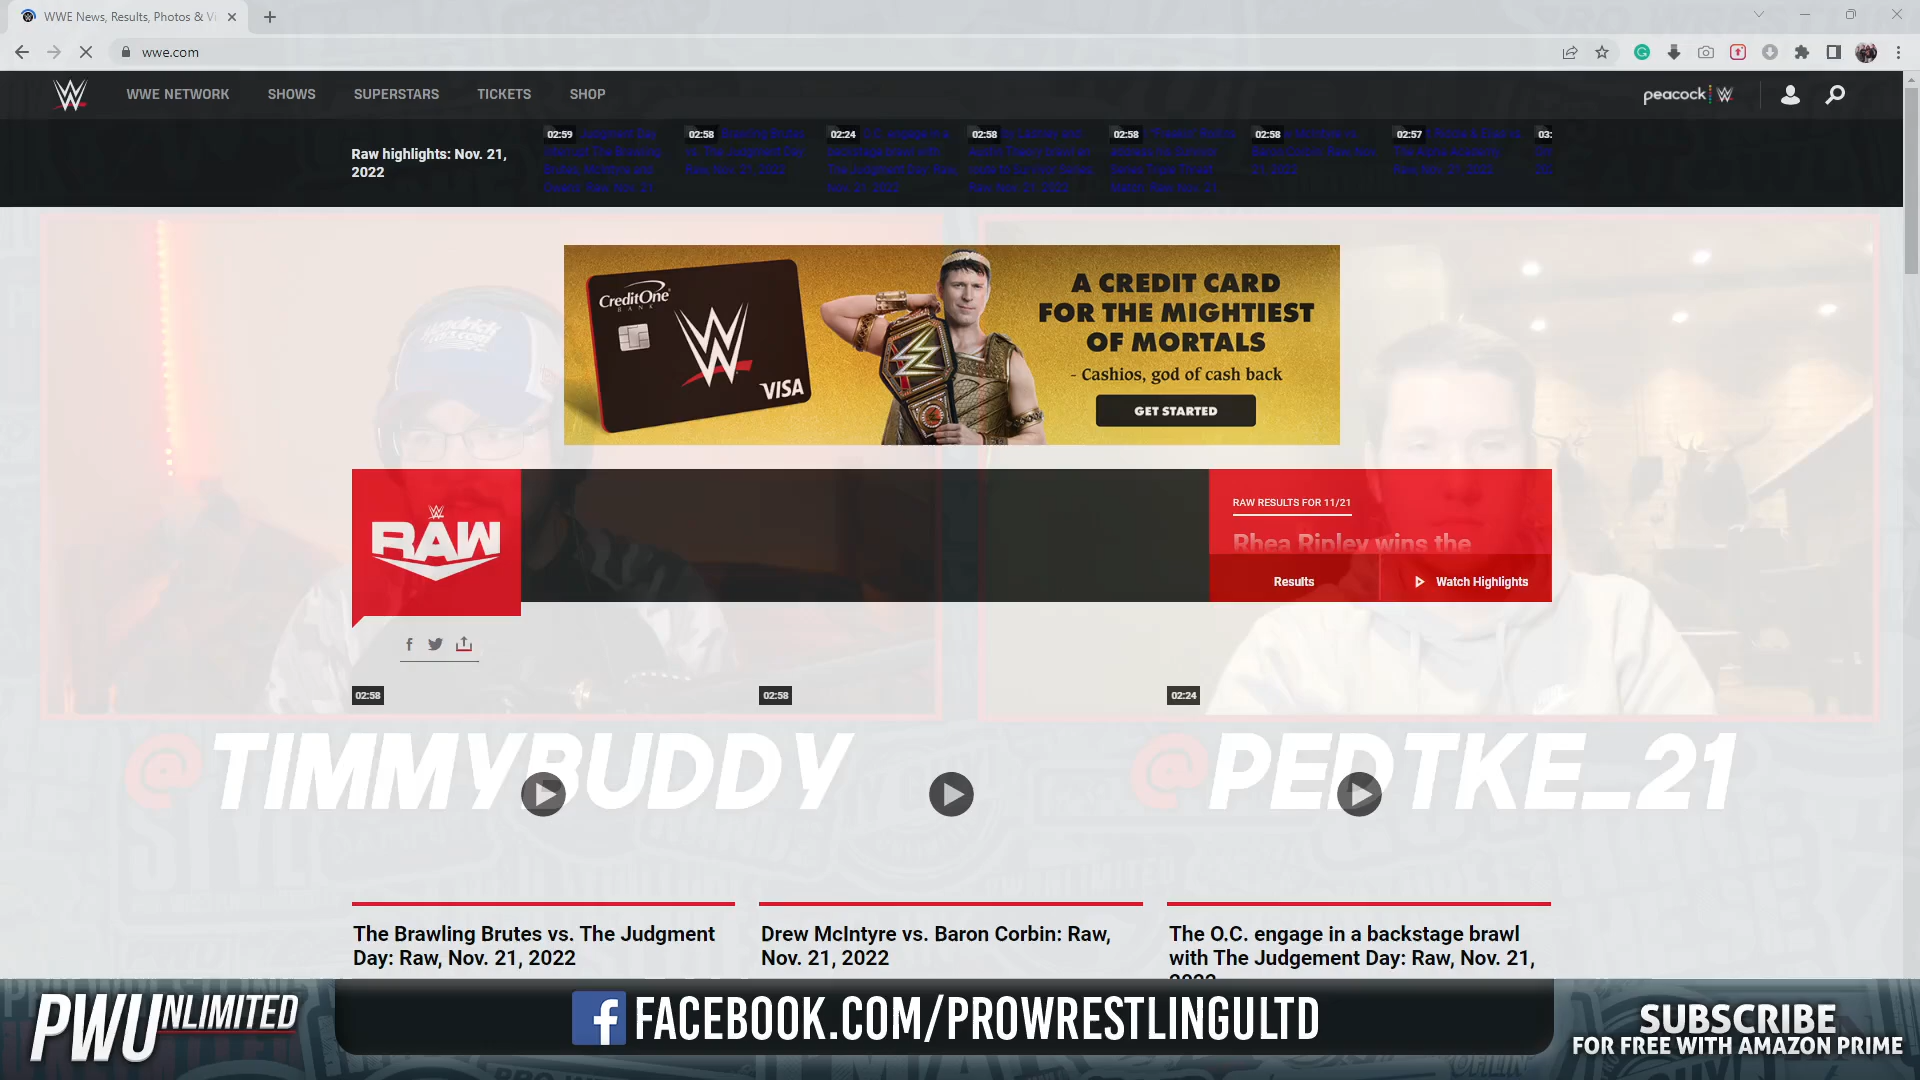 WWE News, Results, Photos & Vi
wwe.com
WWE NETWORK
SHOWS
SUPERSTARS
TICKETS
SHOP
peacock
Raw highlights: Nov. 21,
2022
02:59
02:58
02:24
02:58
02:58
02:58
02:57
03:
CreditOne
BANK
VISA
A CREDIT CARD
FOR THE MIGHTIEST
OF MORTALS
- Cashios, god of cash back
GET STARTED
RAW
RAW RESULTS FOR 11/21
Rhea Ripley wins the
Results
Watch Highlights
02:58
02:58
02:24
@TIMMYBUDDY
@PEDTKE_21
The Brawling Brutes vs. The Judgment
Day: Raw, Nov. 21, 2022
Drew McIntyre vs. Baron Corbin: Raw,
Nov. 21, 2022
The O.C. engage in a backstage brawl
with The Judgement Day: Raw, Nov. 21,
2022
PWUNLIMITED
FACEBOOK.COM/PROWRESTLINGULTD
SUBSCRIBE
FOR FREE WITH AMAZON PRIME